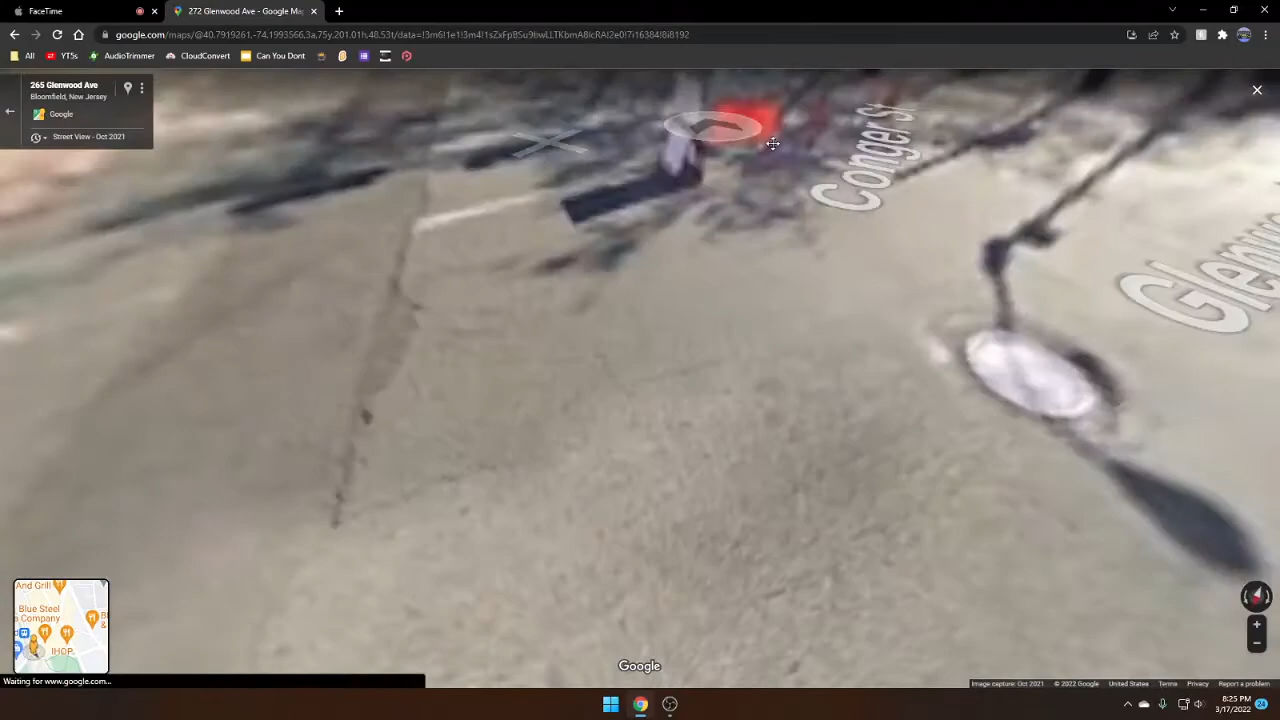 FaceTime
272 Glenwood Ave - Google Ma
google.com/maps/@40.7919261,-74.1993556,3a,75y,201.01h,48.53t/data=!3m6!1e1!3m4!1sZxFpBSu9bwLLTKbmA8IcRA!2e0!7i16384!8i8192
All
YT5s
AudioTrimmer
CloudConvert
Can You Dont
265 Glenwood Ave
Bloomfield, New Jersey
Google
Street View - Oct 2021
Conger St
Glenw
And Grill
Blue Steel
a Company
IHOP
Google
Waiting for www.google.com...
Image capture: Oct 2021 © 2022 Google United States Terms Privacy Report a problem
8:25 PM
3/17/2022
24